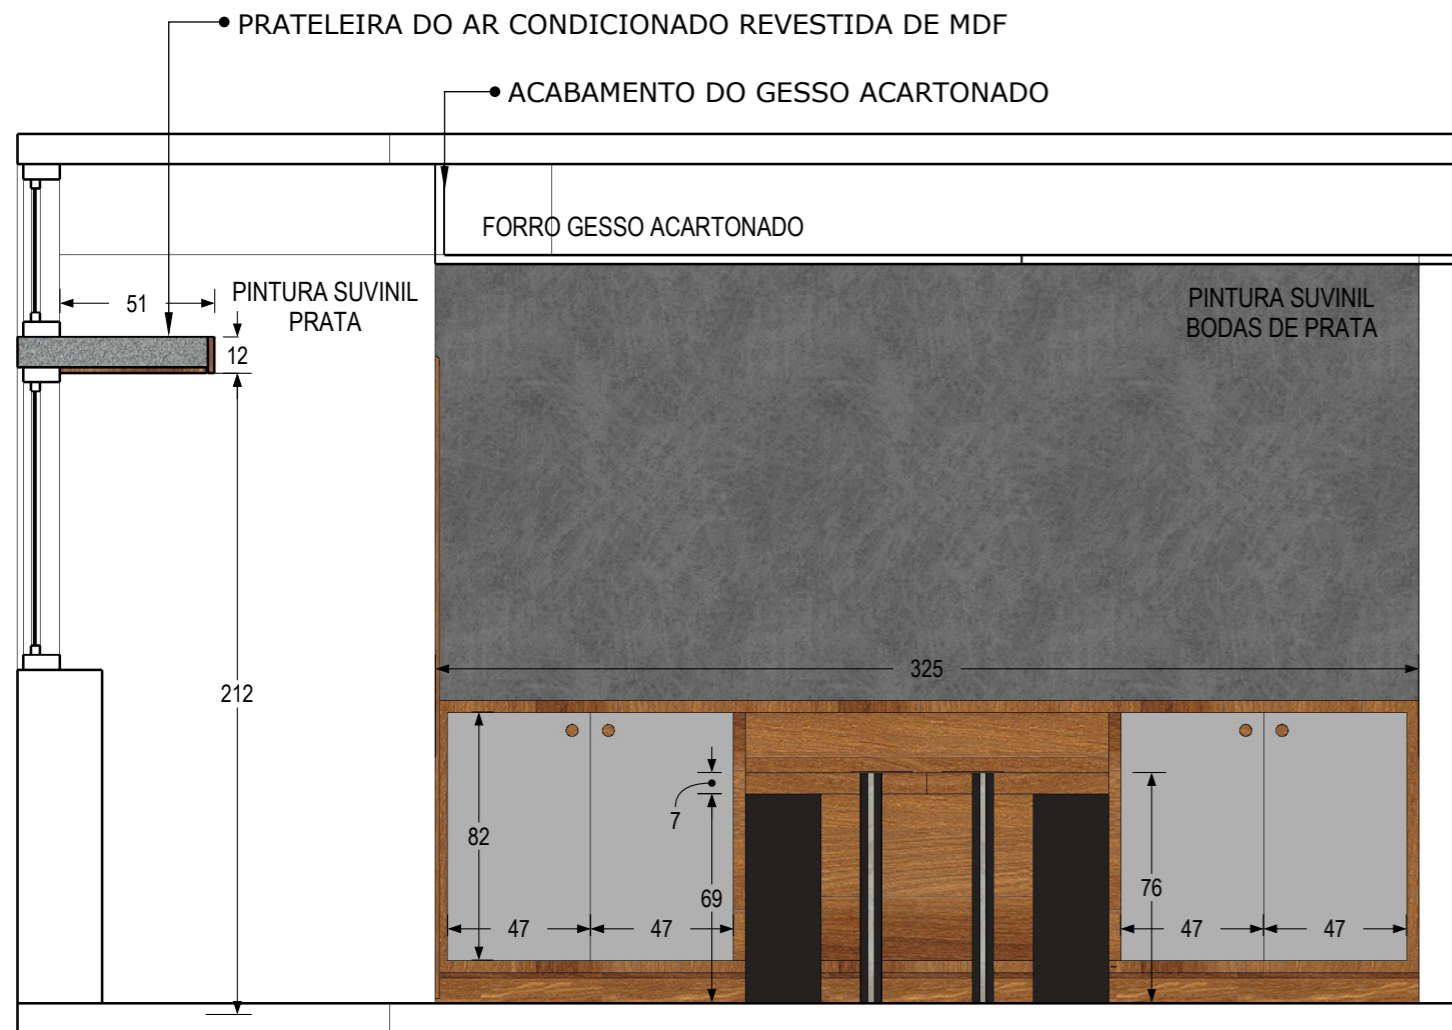 PRATELEIRA DO AR CONDICIONADO REVESTIDA DE MDF
ACABAMENTO DO GESSO ACARTONADO
FORRO GESSO ACARTONADO
51
PINTURA SUVINIL
PRATA
12
PINTURA SUVINIL
BODAS DE PRATA
212
325
7
82
69
76
47
47
47
47